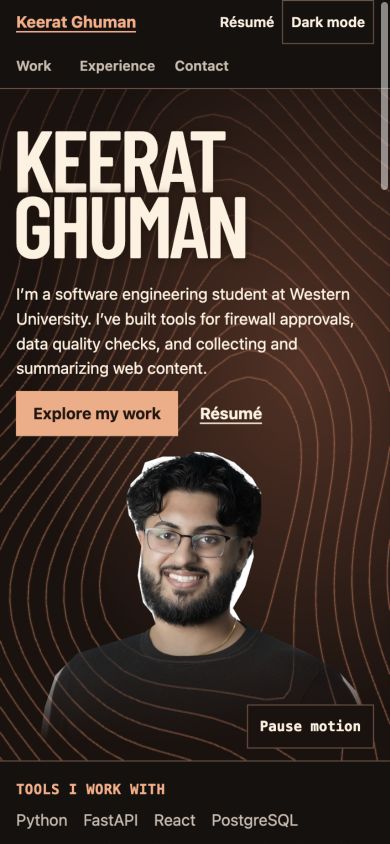 Keerat Ghuman
Résumé
Dark mode
Work
Experience
Contact
KEERAT
GHUMAN
I’m a software engineering student at Western
University. I’ve built tools for firewall approvals,
data quality checks, and collecting and
summarizing web content.
Explore my work
Résumé
Pause motion
TOOLS I WORK WITH
Python FastAPI React PostgreSQL